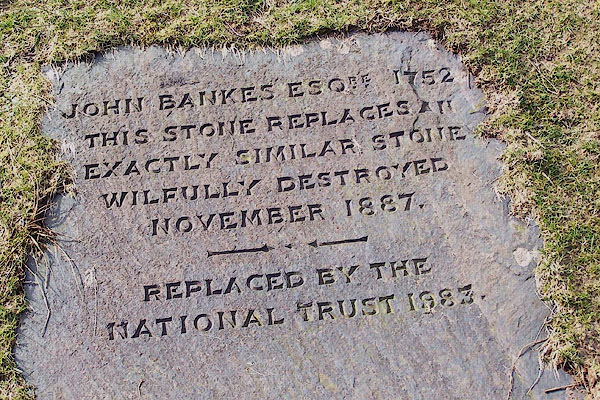 JOHN BANKES ESQRE 1752
THIS STONE REPLACES AN
EXACTLY SIMILAR STONE
WILFULLY DESTROYED
NOVEMBER 1887.
REPLACED BY THE
NATIONAL TRUST 1983.